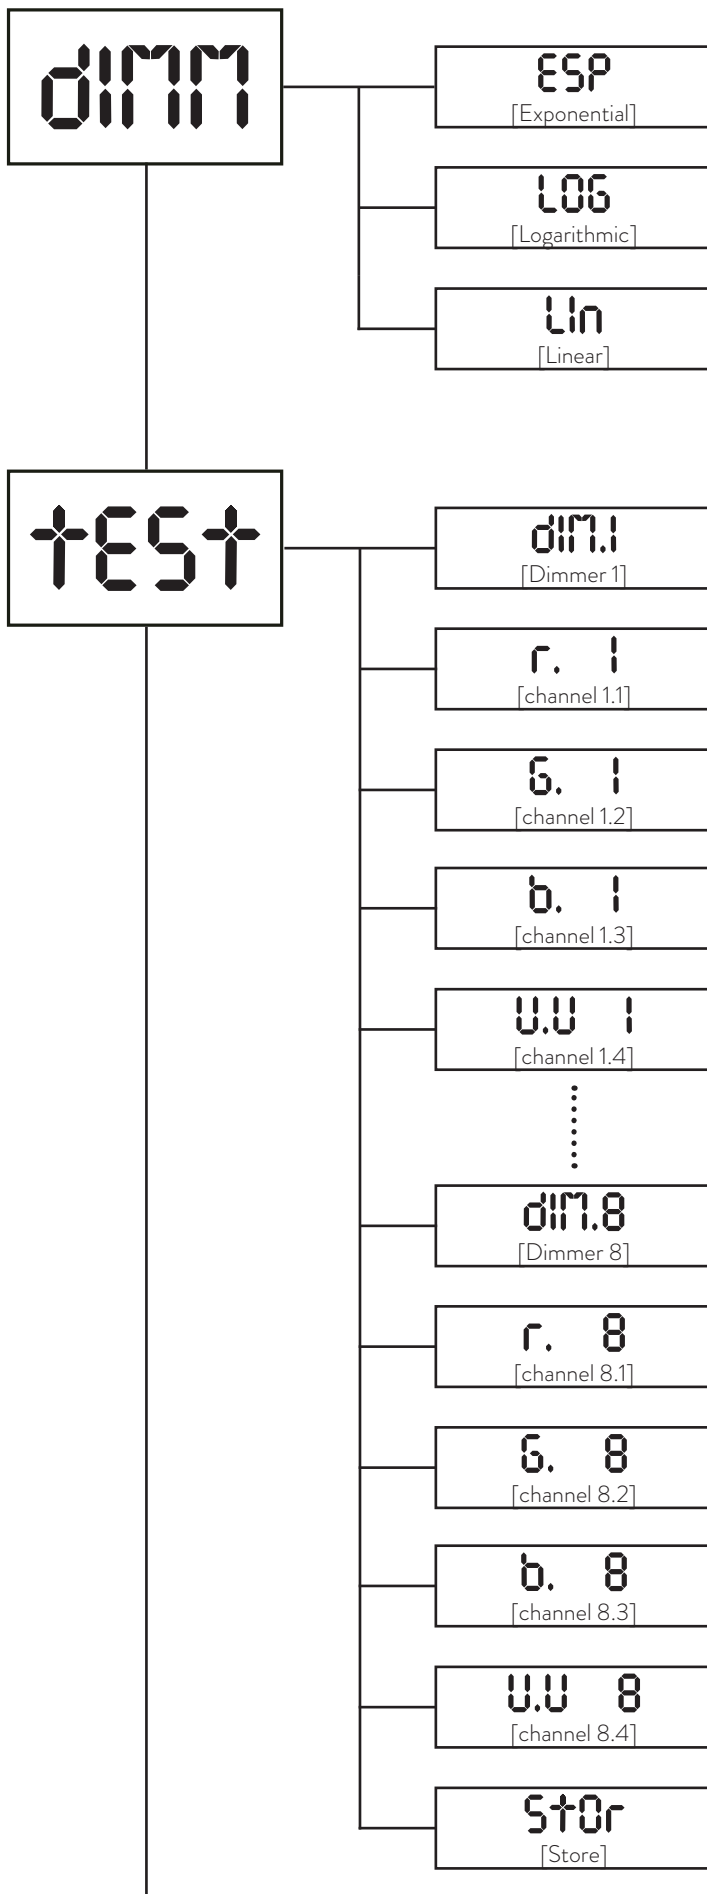 dIMM
ESP
[Exponential]
LOG
[Logarithmic]
LIn
[Linear]
tESt
dIM.1
[Dimmer 1]
r. 1
[channel 1.1]
G. 1
[channel 1.2]
b. 1
[channel 1.3]
U.U 1
[channel 1.4]
dIM.8
[Dimmer 8]
r. 8
[channel 8.1]
G. 8
[channel 8.2]
b. 8
[channel 8.3]
U.U 8
[channel 8.4]
StOr
[Store]